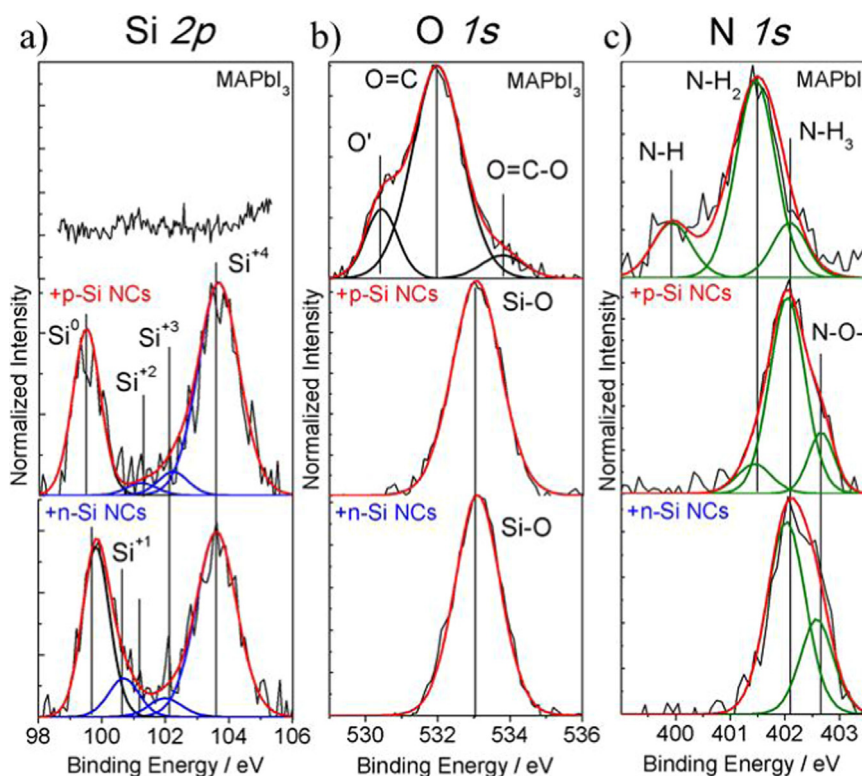 a) Si 2p
b) O 1s
c) N 1s
MAPbI3
Si+4
+p-Si NCs
Si0
Si+2
Si+3
+n-Si NCs
Si+1
Normalized Intensity
98 100 102 104 106
Binding Energy / eV
O=C
MAPbI3
O'
O=C-O
+p-Si NCs
Si-O
+n-Si NCs
Si-O
Normalized Intensity
530 532 534 536
Binding Energy / eV
N-H2
MAPbI
N-H3
N-H
+p-Si NCs
N-O-
+n-Si NCs
Normalized Intensity
400 401 402 403
Binding Energy / eV